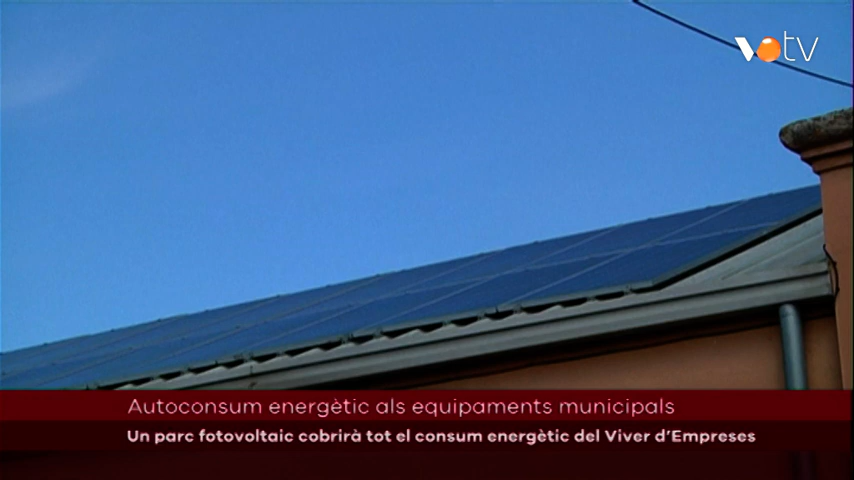 votv
Autoconsum energètic als equipaments municipals
Un parc fotovoltaic cobrirà tot el consum energètic del Viver d'Empreses